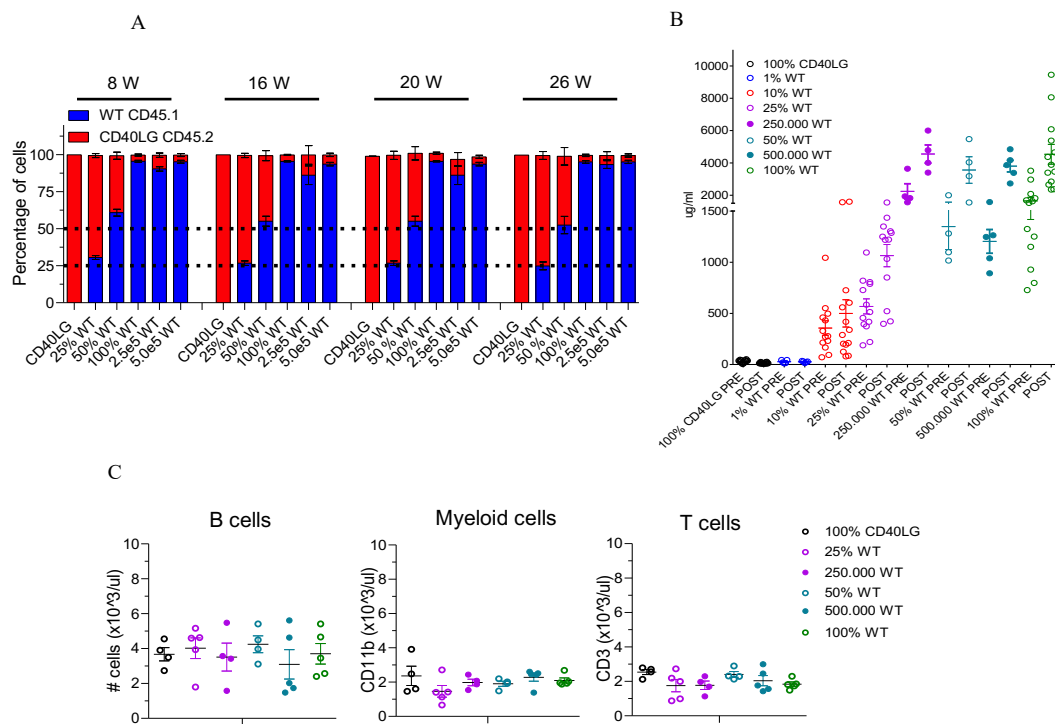 A
8 W
16 W
20 W
26 W
WT CD45.1
CD40LG CD45.2
Percentage of cells
100
75
50
25
0
CD40LG
25% WT
50% WT
100% WT
2.5e5 WT
5.0e5 WT
CD40LG
25% WT
50% WT
100% WT
2.5e5 WT
5.0e5 WT
CD40LG
25% WT
50 % WT
100% WT
2.5e5 WT
5.0e5 WT
CD40LG
25% WT
50 % WT
100% WT
2.5e5 WT
5.0e5 WT
B
100% CD40LG
1% WT
10% WT
25% WT
250.000 WT
50% WT
500.000 WT
100% WT
ug/ml
10000
8000
6000
4000
2000
1500
1000
500
0
100% CD40LG PRE
POST
1% WT PRE
POST
10% WT PRE
POST
25% WT PRE
POST
250.000 WT PRE
POST
50% WT PRE
POST
500.000 WT PRE
POST
100% WT PRE
POST
C
B cells
# cells (x10^3/ul)
10
8
6
4
2
0
Myeloid cells
CD11b (x10^3/ul)
10
8
6
4
2
0
T cells
CD3 (x10^3/ul)
10
8
6
4
2
0
100% CD40LG
25% WT
250.000 WT
50% WT
500.000 WT
100% WT